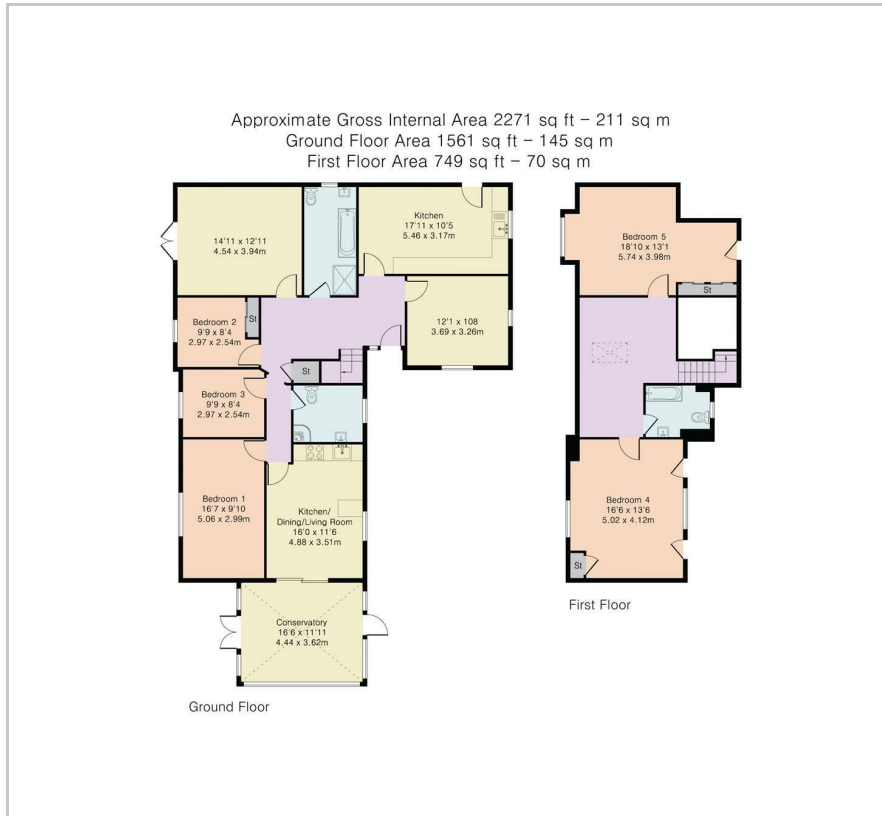 Approximate Gross Internal Area 2271 sq ft - 211 sq m
Ground Floor Area 1561 sq ft - 145 sq m
First Floor Area 749 sq ft - 70 sq m
14'11 x 12'11
4.54 x 3.94m
Kitchen
17'11 x 10'5
5.46 x 3.17m
12'1 x 108
3.69 x 3.26m
Bedroom 2
9'9 x 8'4
2.97 x 2.54m
St
St
Bedroom 3
9'9 x 8'4
2.97 x 2.54m
Bedroom 1
16'7 x 9'10
5.06 x 2.99m
Kitchen/
Dining/Living Room
16'0 x 11'6
4.88 x 3.51m
Conservatory
16'6 x 11'11
4.44 x 3.62m
Ground Floor
Bedroom 5
18'10 x 13'1
5.74 x 3.98m
St
Bedroom 4
16'6 x 13'6
5.02 x 4.12m
St
First Floor